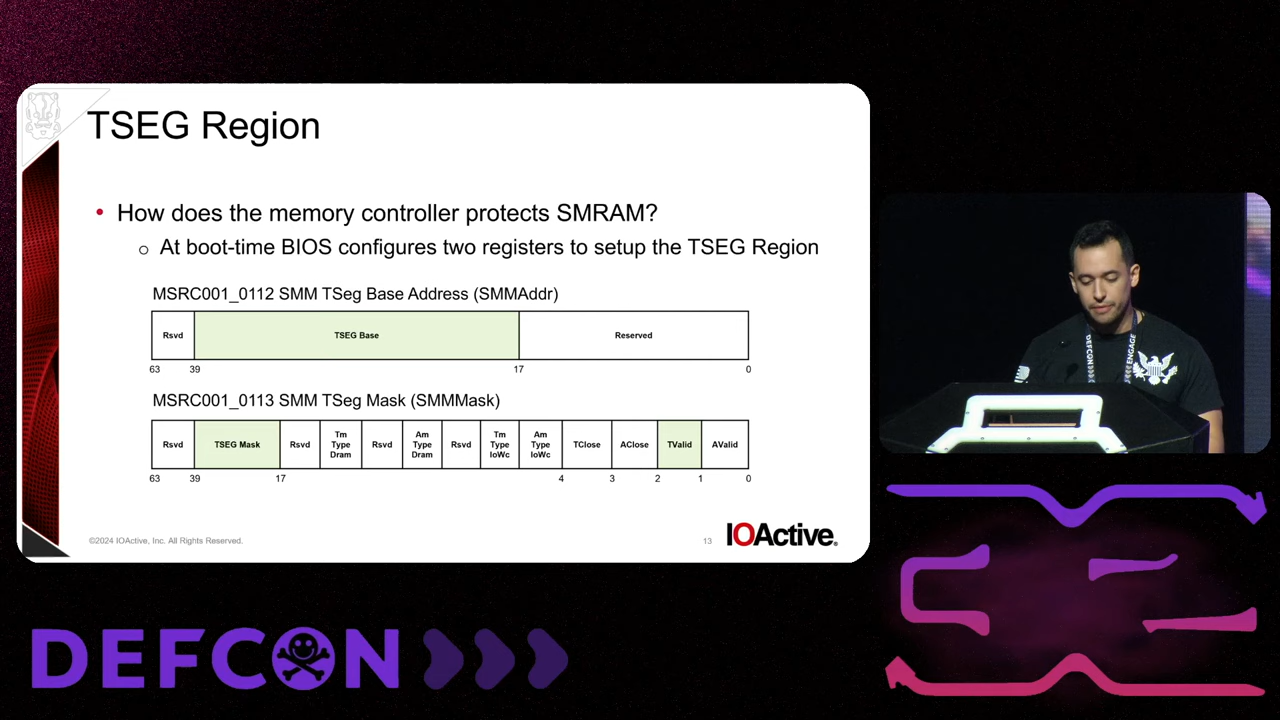 TSEG Region
• How does the memory controller protects SMRAM?
o At boot-time BIOS configures two registers to setup the TSEG Region
MSRC001_0112 SMM TSeg Base Address (SMMAddr)
Rsvd TSEG Base Reserved
63 39 17 0
MSRC001_0113 SMM TSeg Mask (SMMMask)
Rsvd TSEG Mask Rsvd Tm Type Dram Rsvd Am Type Dram Rsvd Tm Type IoWc Am Type IoWc TClose AClose TValid AValid
63 39 17 4 3 2 1 0
©2024 IOActive, Inc. All Rights Reserved.
13
IOActive.
DEFCON
ENGAGE
DEFCON